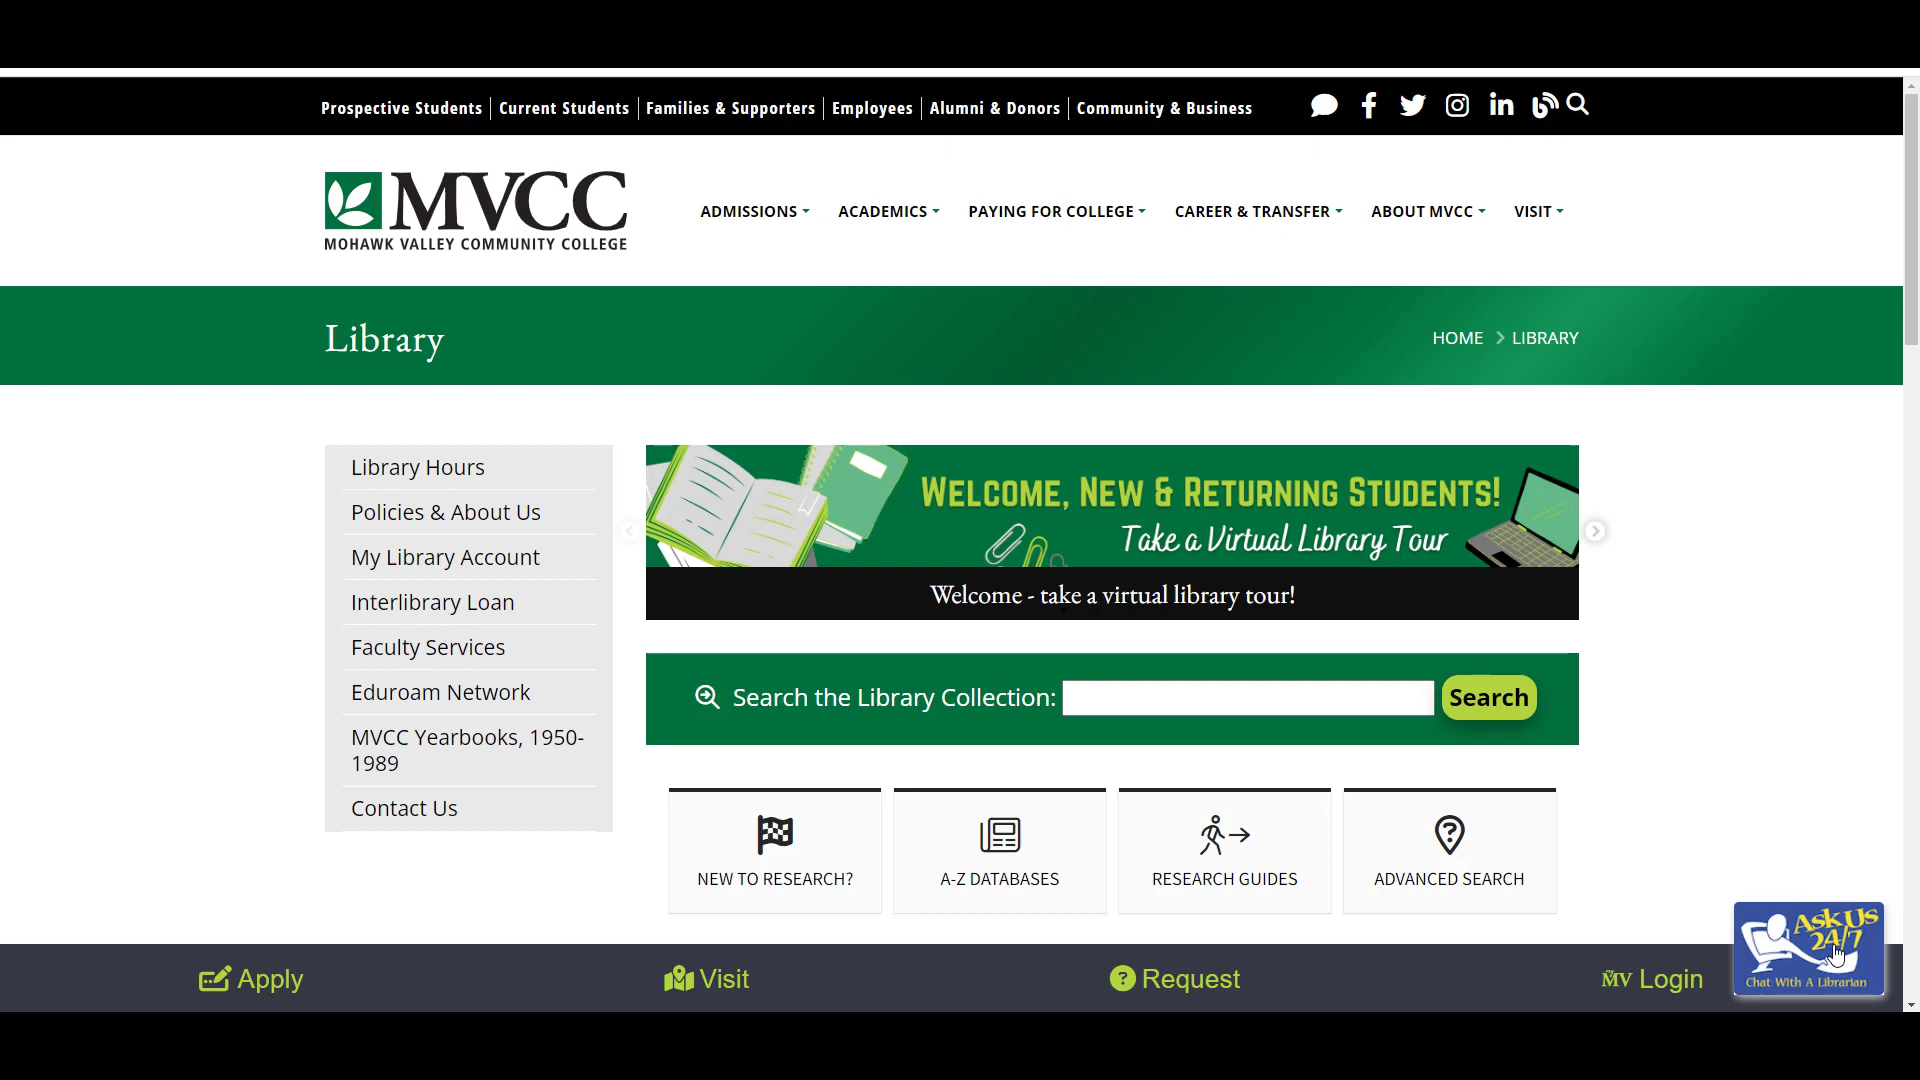 Prospective Students Current Students Families & Supporters Employees Alumni & Donors Community & Business
MVCC
MOHAWK VALLEY COMMUNITY COLLEGE
ADMISSIONS ACADEMICS PAYING FOR COLLEGE CAREER & TRANSFER ABOUT MVCC VISIT
Library
HOME LIBRARY
Library Hours
Policies & About Us
My Library Account
Interlibrary Loan
Faculty Services
Eduroam Network
MVCC Yearbooks, 1950-
1989
Contact Us
WELCOME, NEW & RETURNING STUDENTS!
Take a Virtual Library Tour
Welcome - take a virtual library tour!
Search the Library Collection: Search
NEW TO RESEARCH? A-Z DATABASES RESEARCH GUIDES ADVANCED SEARCH
Ask Us
24/7
Chat With A Librarian
Apply Visit Request MV Login